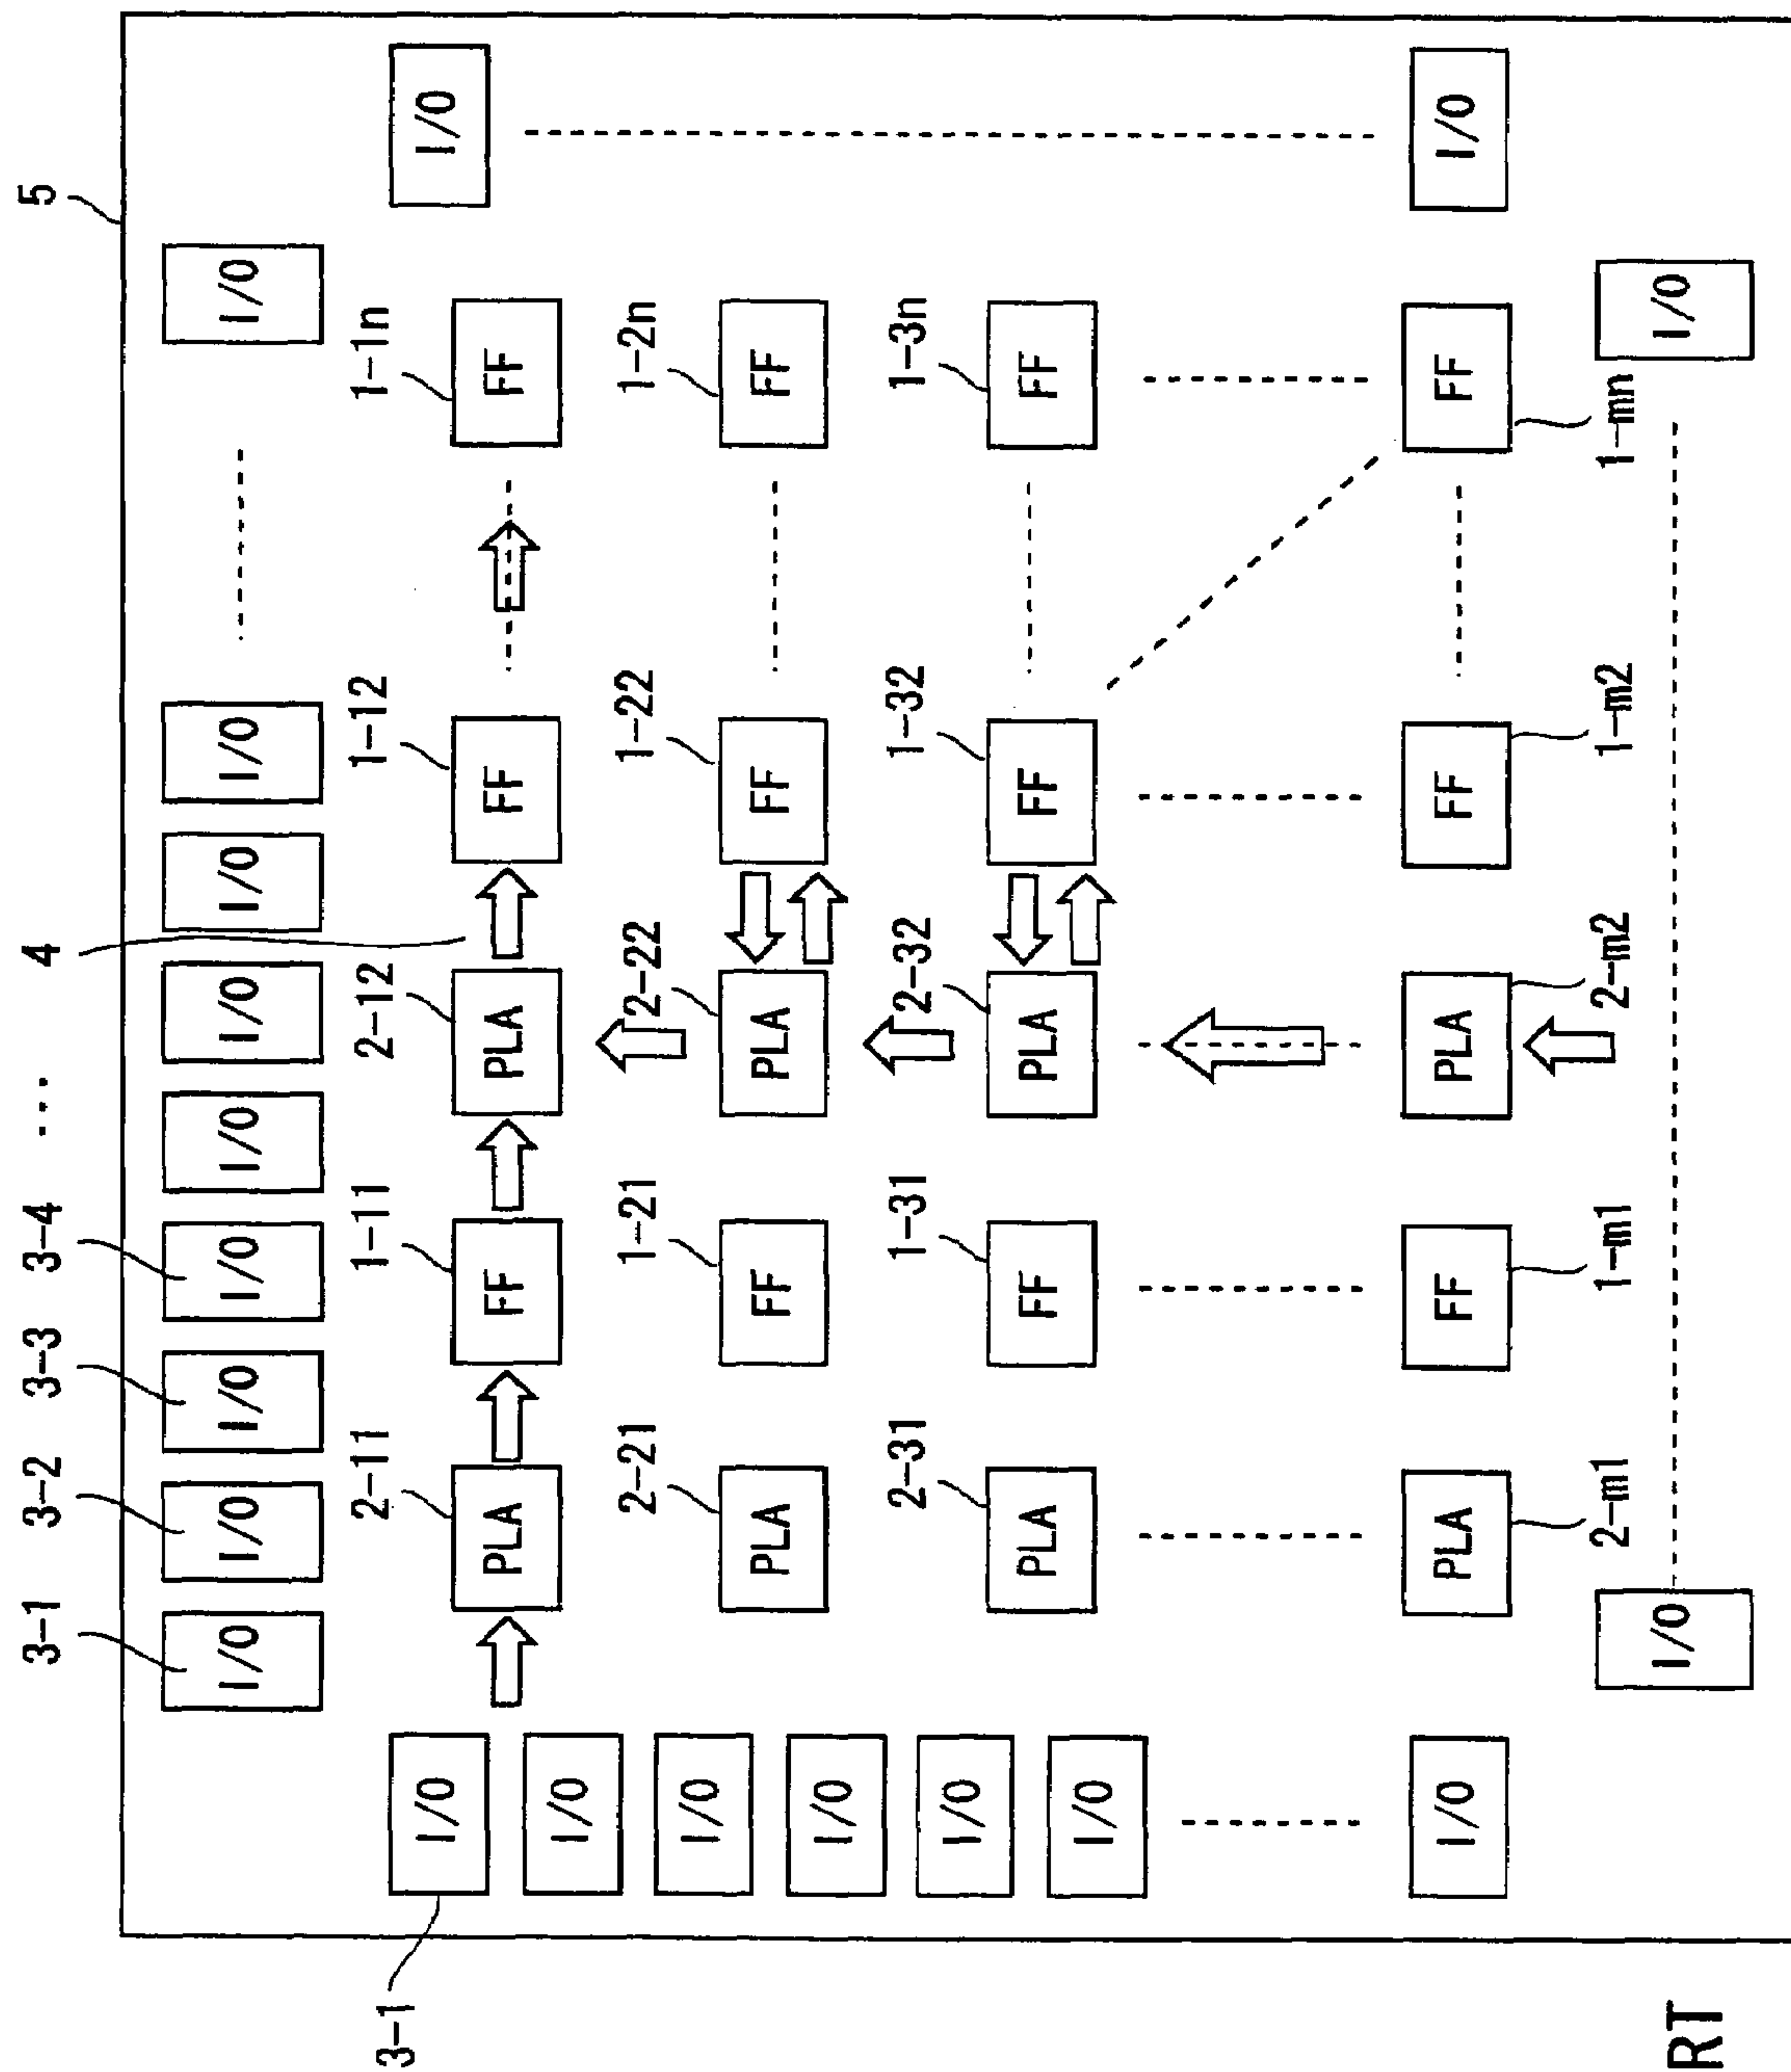 3-1 3-2 3-3 3-4 ... 4 5
I/O I/O I/O I/O I/O I/O I/O I/O I/O
3-1 2-11 1-11 2-12 1-12 1-1n
I/O I/O
PLA FF PLA FF FF
I/O
2-21 1-21 2-22 1-22 1-2n
I/O
PLA FF PLA FF FF
I/O
2-31 1-31 2-32 1-32 1-3n
I/O
PLA FF PLA FF FF
I/O
I/O PLA FF PLA FF FF I/O
2-m1 1-m1 2-m2 1-m2 1-mn
I/O I/O
RT